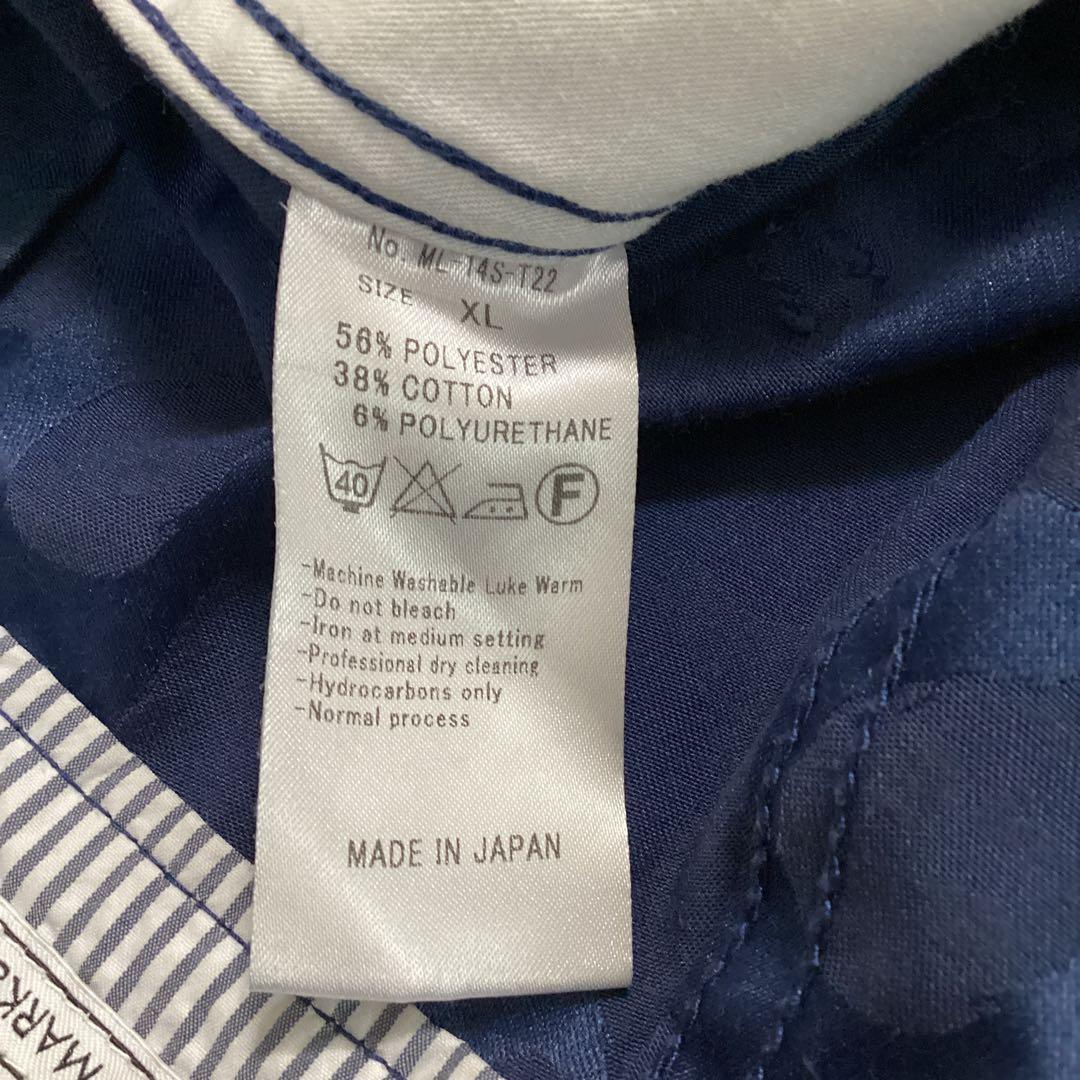 No. ML-14S-T22
SIZE XL
56% POLYESTER
38% COTTON
6% POLYURETHANE
40 F
-Machine Washable Luke Warm
-Do not bleach
-Iron at medium setting
-Professional dry cleaning
-Hydrocarbons only
-Normal process
MADE IN JAPAN
MARK